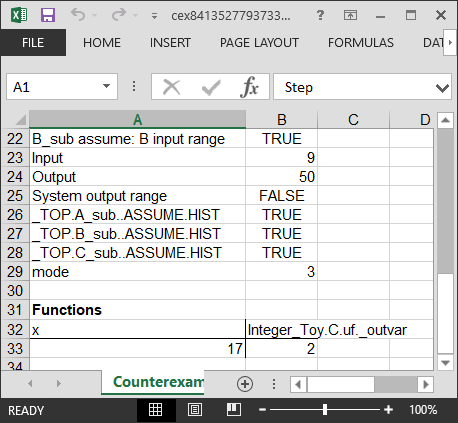 cex8413527793733...
FILE HOME INSERT PAGE LAYOUT FORMULAS DAT
A1 Step
A B C D
22 B_sub assume: B input range TRUE
23 Input 9
24 Output 50
25 System output range FALSE
26 _TOP.A_sub..ASSUME.HIST TRUE
27 _TOP.B_sub..ASSUME.HIST TRUE
28 _TOP.C_sub..ASSUME.HIST TRUE
29 mode 3
30
31 Functions
32 x Integer_Toy.C.uf._outvar
33 17 2
34
Counterexam
READY 100%